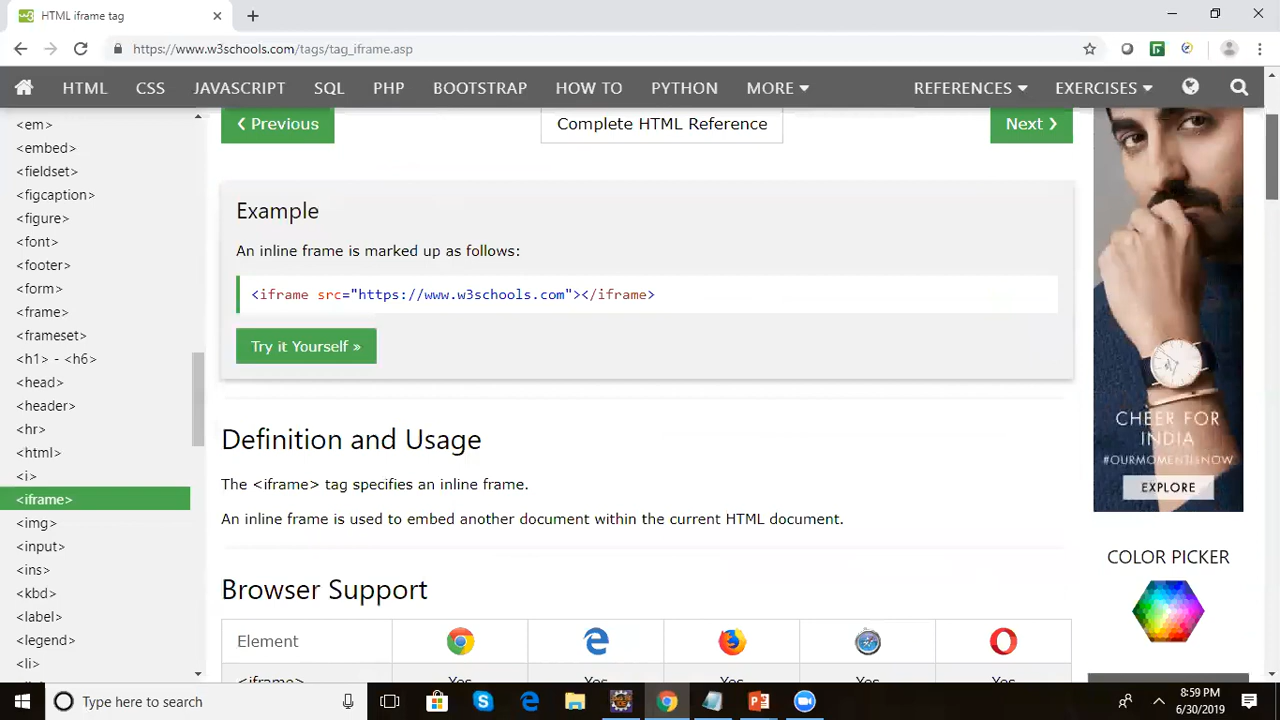 HTML iframe tag
https://www.w3schools.com/tags/tag_iframe.asp
HTML CSS JAVASCRIPT SQL PHP BOOTSTRAP HOW TO PYTHON MORE REFERENCES EXERCISES
<em>
<embed>
<fieldset>
<figcaption>
<figure>
<font>
<footer>
<form>
<frame>
<frameset>
<h1> - <h6>
<head>
<header>
<hr>
<html>
<i>
<iframe>
<img>
<input>
<ins>
<kbd>
<label>
<legend>
<li>
❮ Previous
Complete HTML Reference
Next ❯
Example
An inline frame is marked up as follows:
<iframe src="https://www.w3schools.com"></iframe>
Try it Yourself »
Definition and Usage
The <iframe> tag specifies an inline frame.
An inline frame is used to embed another document within the current HTML document.
Browser Support
Element
<iframe> Yes Yes Yes Yes Yes
CHEER FOR
INDIA
#OURMOMENTISNOW
EXPLORE
COLOR PICKER
Type here to search
8:59 PM
6/30/2019